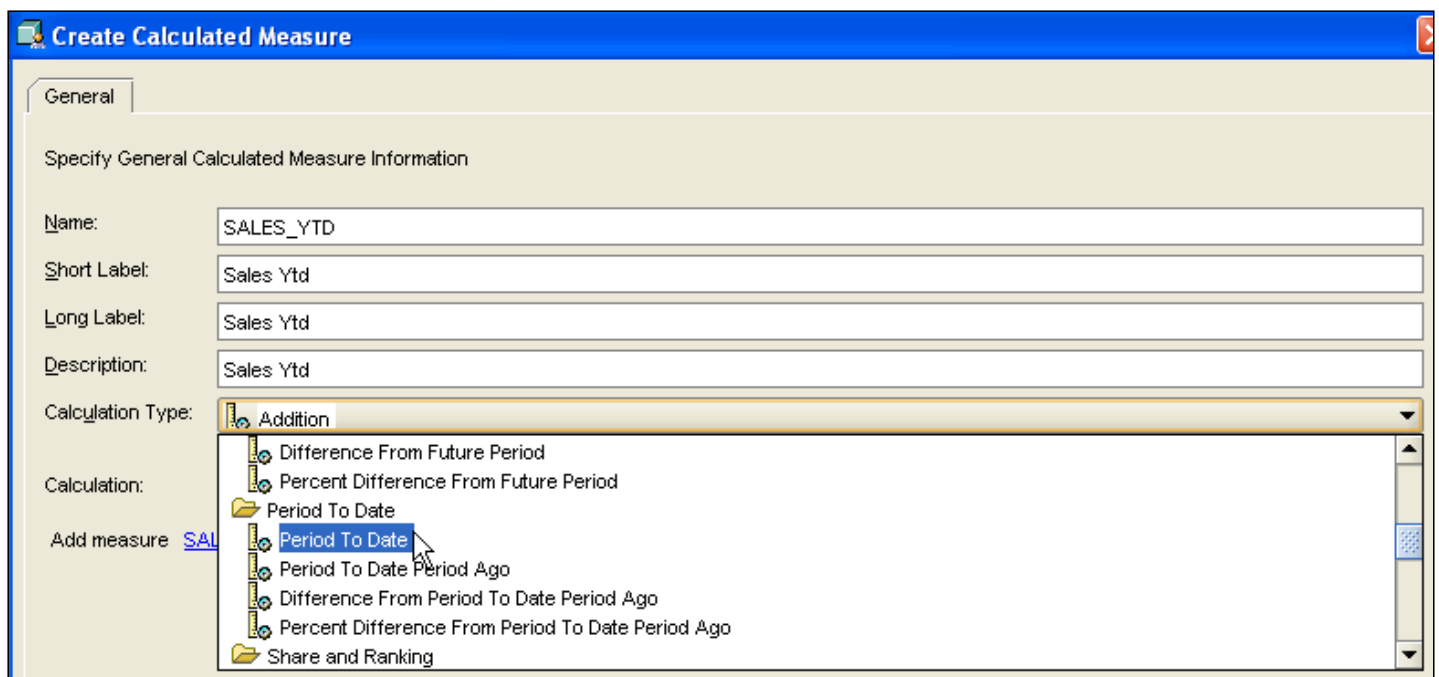 Create Calculated Measure
General
Specify General Calculated Measure Information
Name: SALES_YTD
Short Label: Sales Ytd
Long Label: Sales Ytd
Description: Sales Ytd
Calculation Type: Addition
Difference From Future Period
Calculation: Percent Difference From Future Period
Period To Date
Add measure SAL Period To Date
Period To Date Period Ago
Difference From Period To Date Period Ago
Percent Difference From Period To Date Period Ago
Share and Ranking